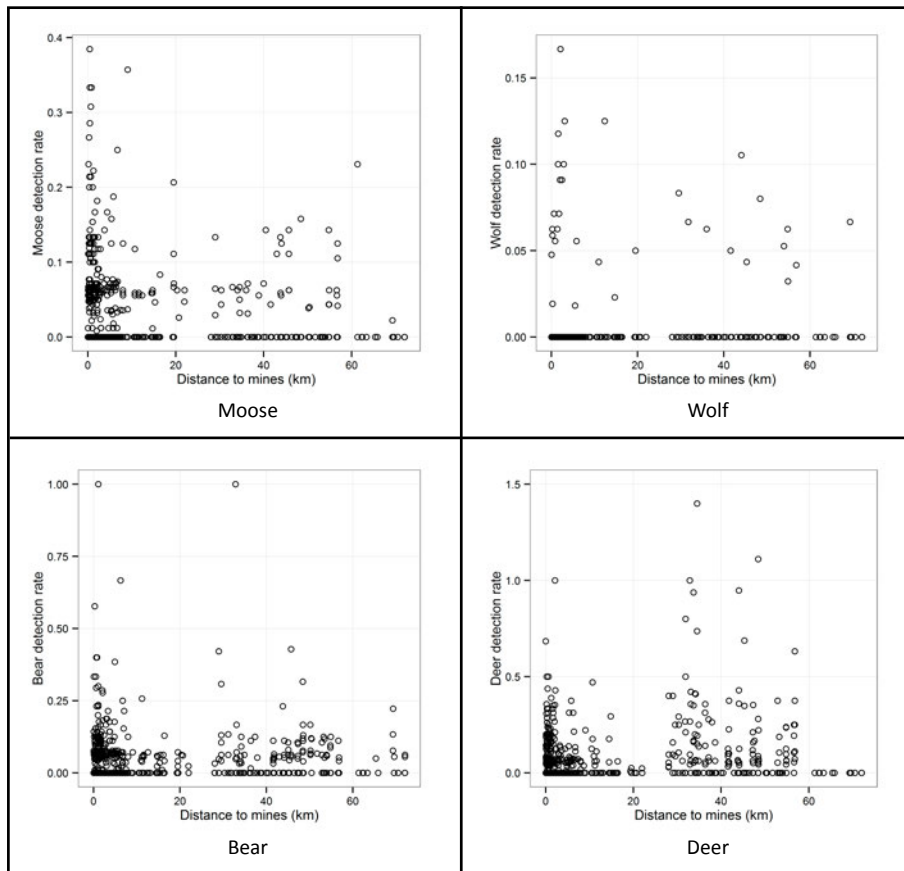 Moose detection rate
0.4
0.3
0.2
0.1
0.0
0 20 40 60
Distance to mines (km)
Moose
Wolf detection rate
0.15
0.10
0.05
0.00
0 20 40 60
Distance to mines (km)
Wolf
Bear detection rate
1.00
0.75
0.50
0.25
0.00
0 20 40 60
Distance to mines (km)
Bear
Deer detection rate
1.5
1.0
0.5
0.0
0 20 40 60
Distance to mines (km)
Deer